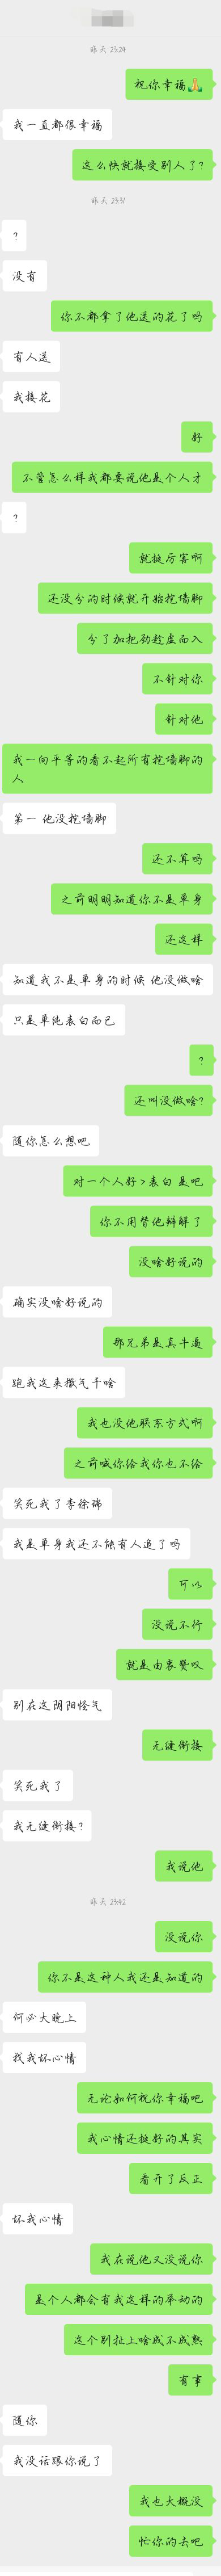 昨天 23:29
祝你幸福🙏
我一直都很幸福
这么快就接受别人了?
昨天 23:31
?
没有
你不都拿了他送的花了吗
有人送
我接花
好
不管怎么样我都要说他是个人才
?
就挺厉害啊
还没分的时候就开始挖墙脚
分了加把劲趁虚而入
不针对你
针对他
我一向平等的看不起所有挖墙脚的
人
第一 他没挖墙脚
还不算吗
之前明明知道你不是单身
还这样
知道我不是单身的时候 他没做啥
只是单纯表白而已
?
还叫没做啥?
随你怎么想吧
对一个人好>表白 是吧
你不用替他辩解了
没啥好说的
确实没啥好说的
那兄弟是真牛逼
跑我这来撒气干啥
我也没他联系方式啊
之前喊你给我你也不给
笑死我了李徐锦
我是单身我还不能有人追了吗
可以
没说不行
就是由衷赞叹
别在这阴阳怪气
无缝衔接
笑死我了
我无缝衔接?
我说他
昨天 23:42
没说你
你不是这种人我还是知道的
何必大晚上
找我坏心情
无论如何祝你幸福吧
我心情还挺好的其实
看开了反正
坏我心情
我在说他又没说你
是个人都会有我这样的举动的
这个别扯上啥成不成熟
有事
随你
我没话跟你说了
我也大概没
忙你的去吧